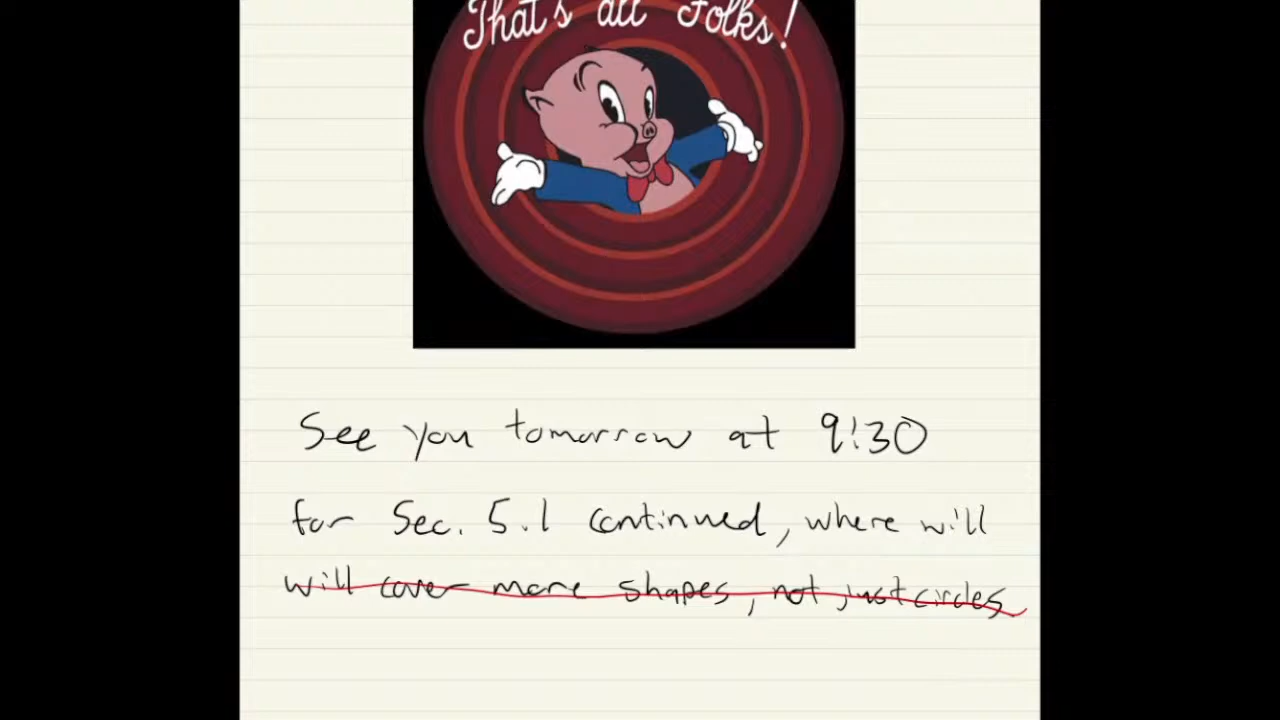 That's all Folks!
See you tomorrow at 9:30
for Sec. 5.1 continued, where will
will cover more shapes, not just circles